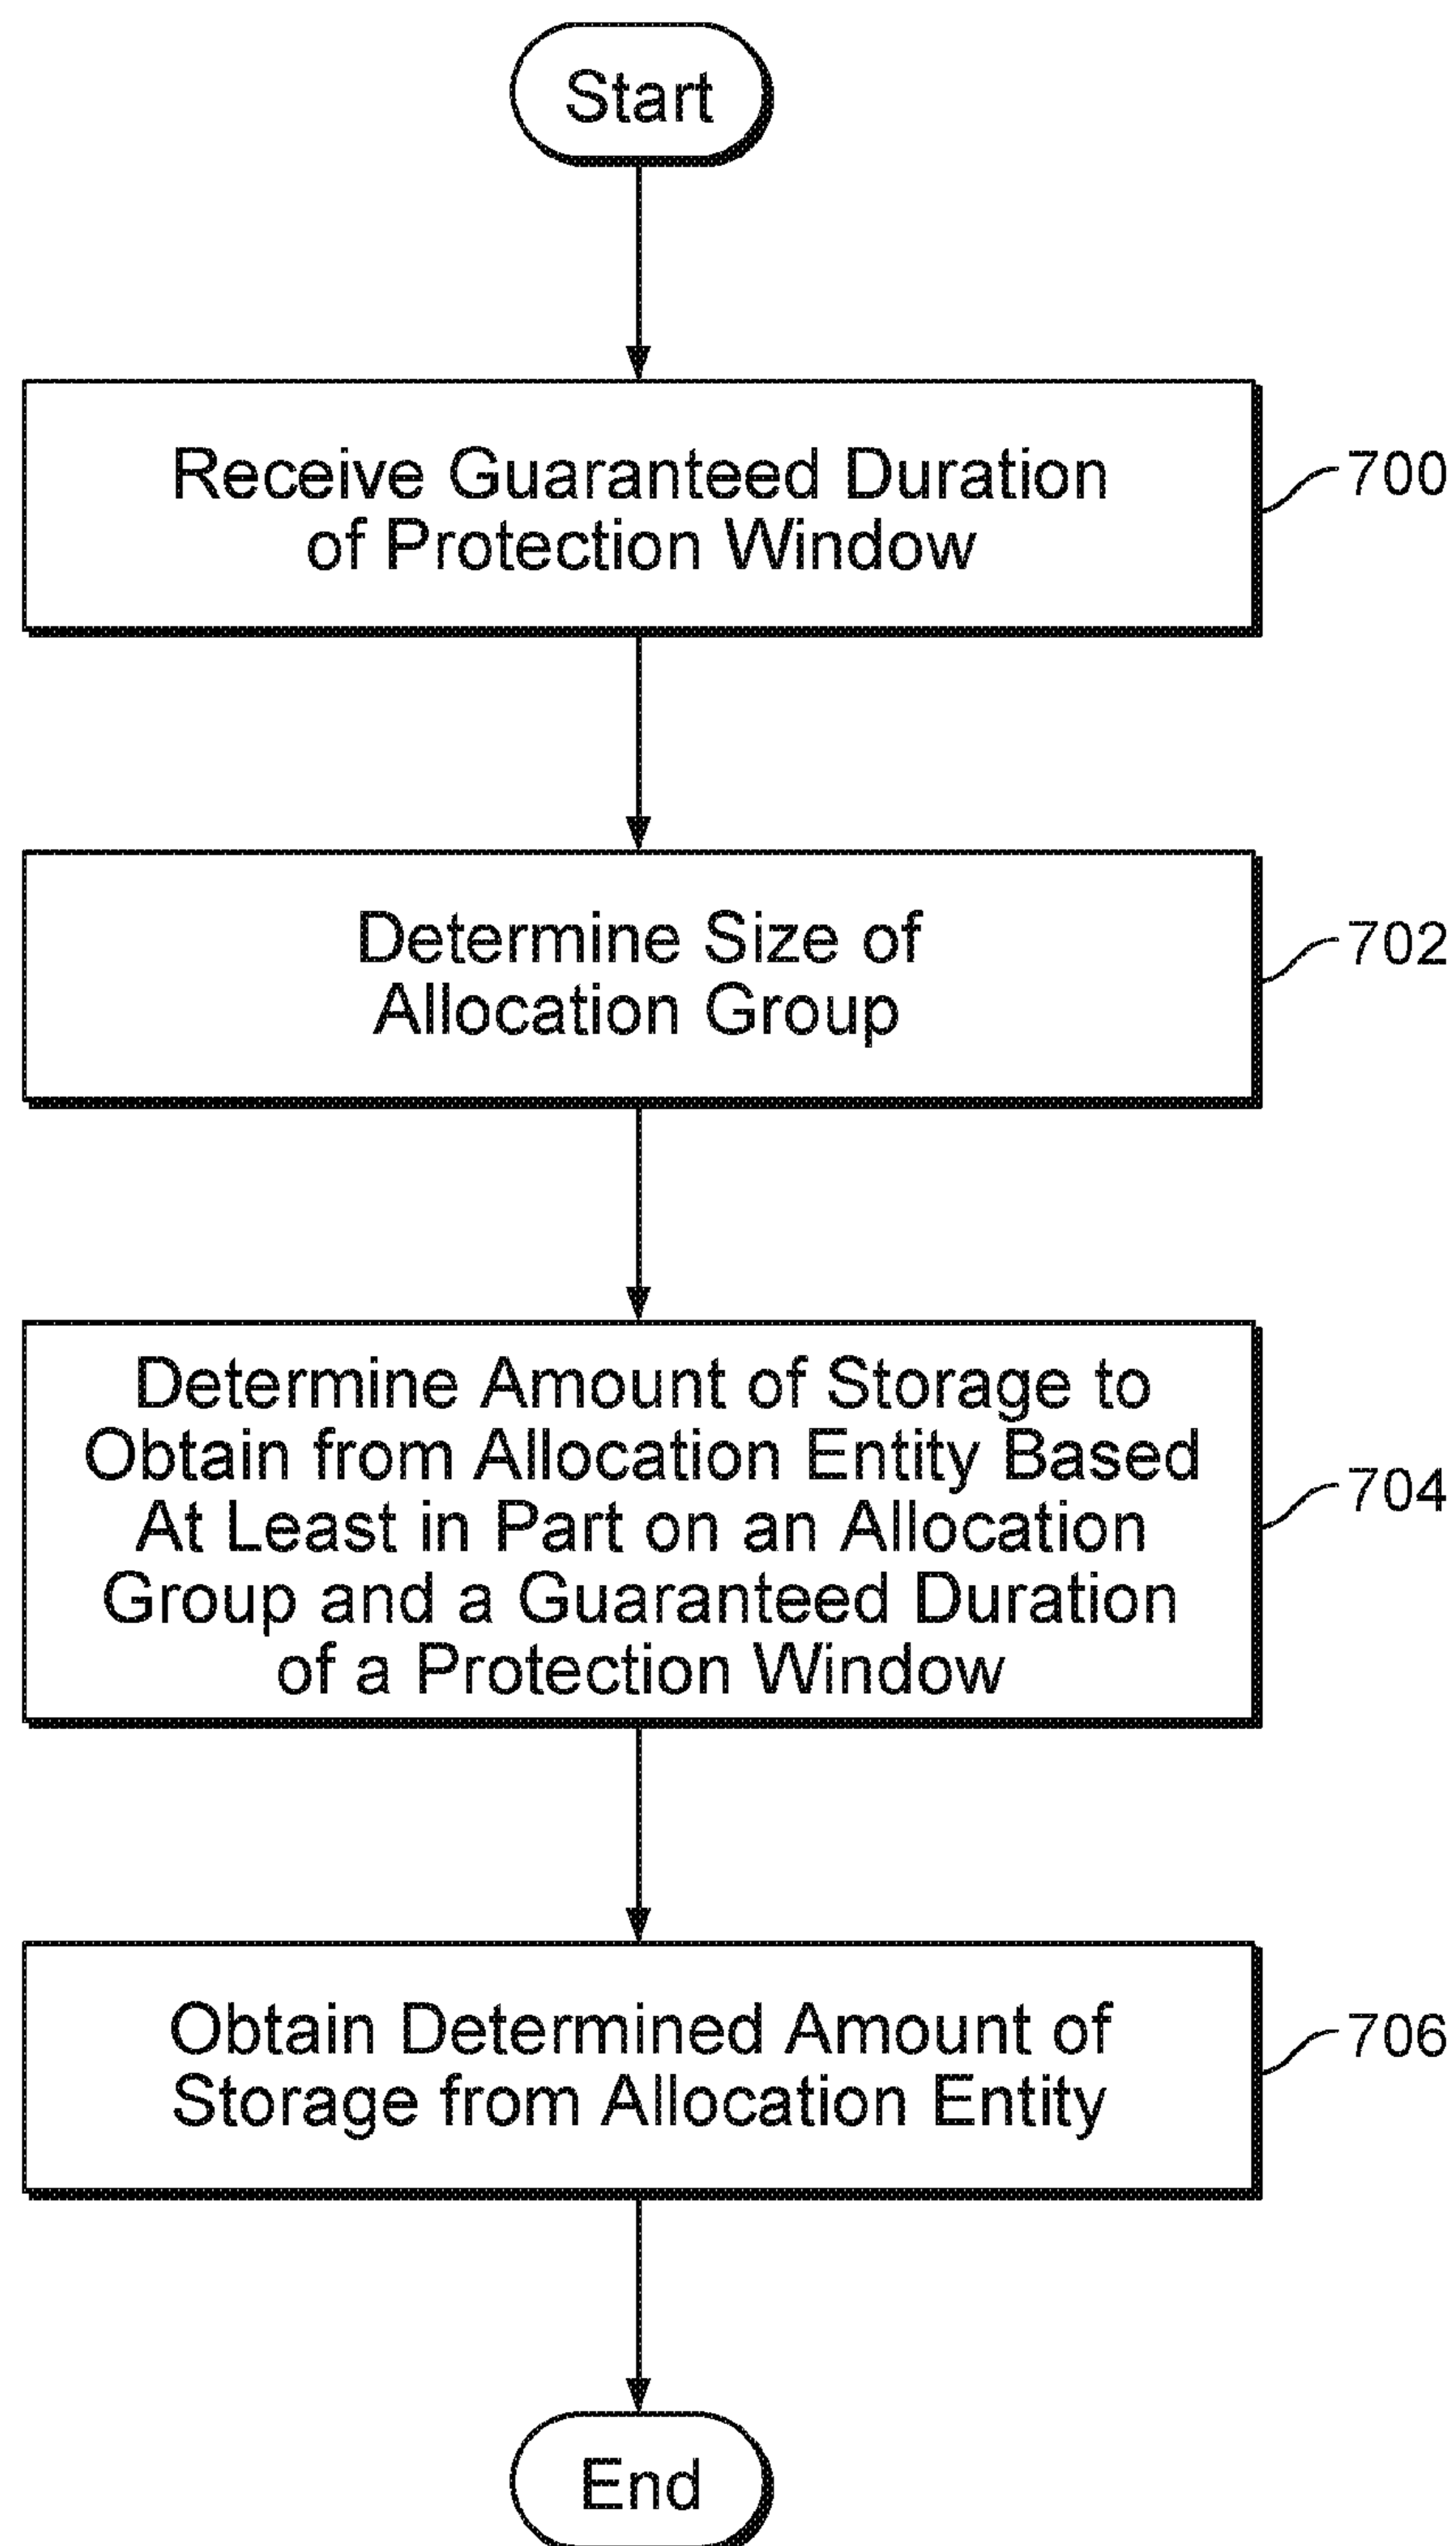 Start
Receive Guaranteed Duration
of Protection Window
700
Determine Size of
Allocation Group
702
Determine Amount of Storage to
Obtain from Allocation Entity Based
At Least in Part on an Allocation
Group and a Guaranteed Duration
of a Protection Window
704
Obtain Determined Amount of
Storage from Allocation Entity
706
End